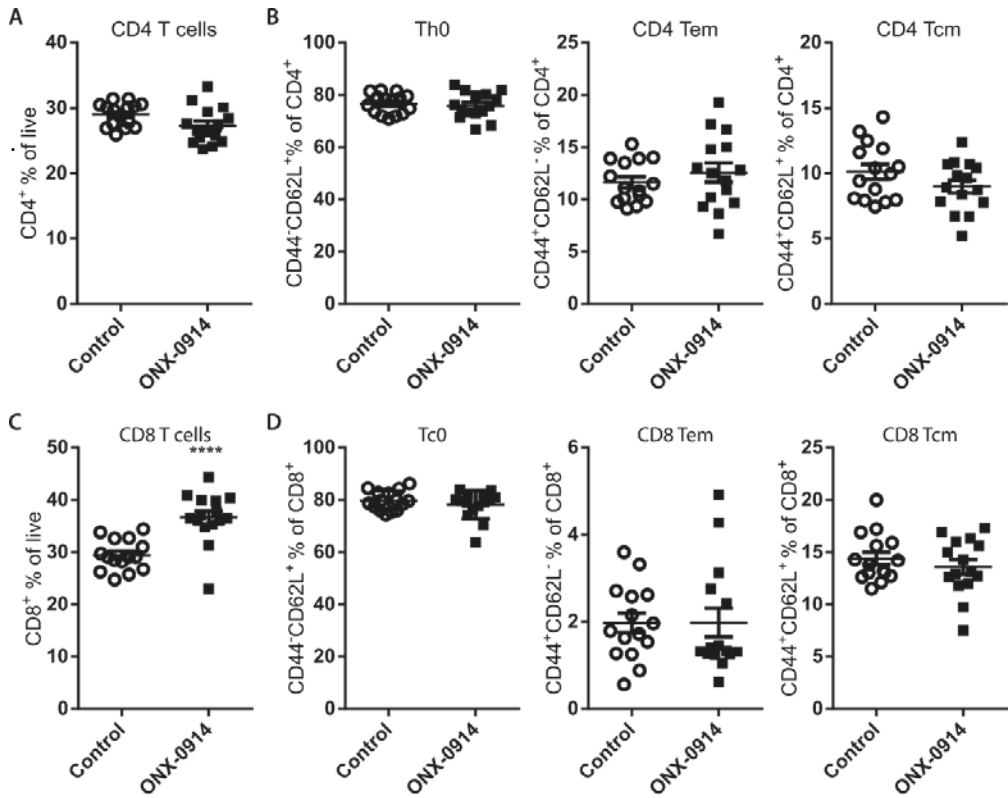 A
CD4 T cells
CD4⁺ % of live
40
30
20
10
0
Control
ONX-0914
B
Th0
CD44⁻CD62L⁺% of CD4⁺
100
80
60
40
20
0
Control
ONX-0914
CD4 Tem
CD44⁺CD62L⁻ % of CD4⁺
25
20
15
10
5
0
Control
ONX-0914
CD4 Tcm
CD44⁺CD62L⁺ % of CD4⁺
20
15
10
5
0
Control
ONX-0914
C
CD8 T cells
****
CD8⁺ % of live
50
40
30
20
10
0
Control
ONX-0914
D
Tc0
CD44⁻CD62L⁺ % of CD8⁺
100
80
60
40
20
0
Control
ONX-0914
CD8 Tem
CD44⁺CD62L⁻ % of CD8⁺
6
4
2
0
Control
ONX-0914
CD8 Tcm
CD44⁺CD62L⁺ % of CD8⁺
25
20
15
10
5
0
Control
ONX-0914